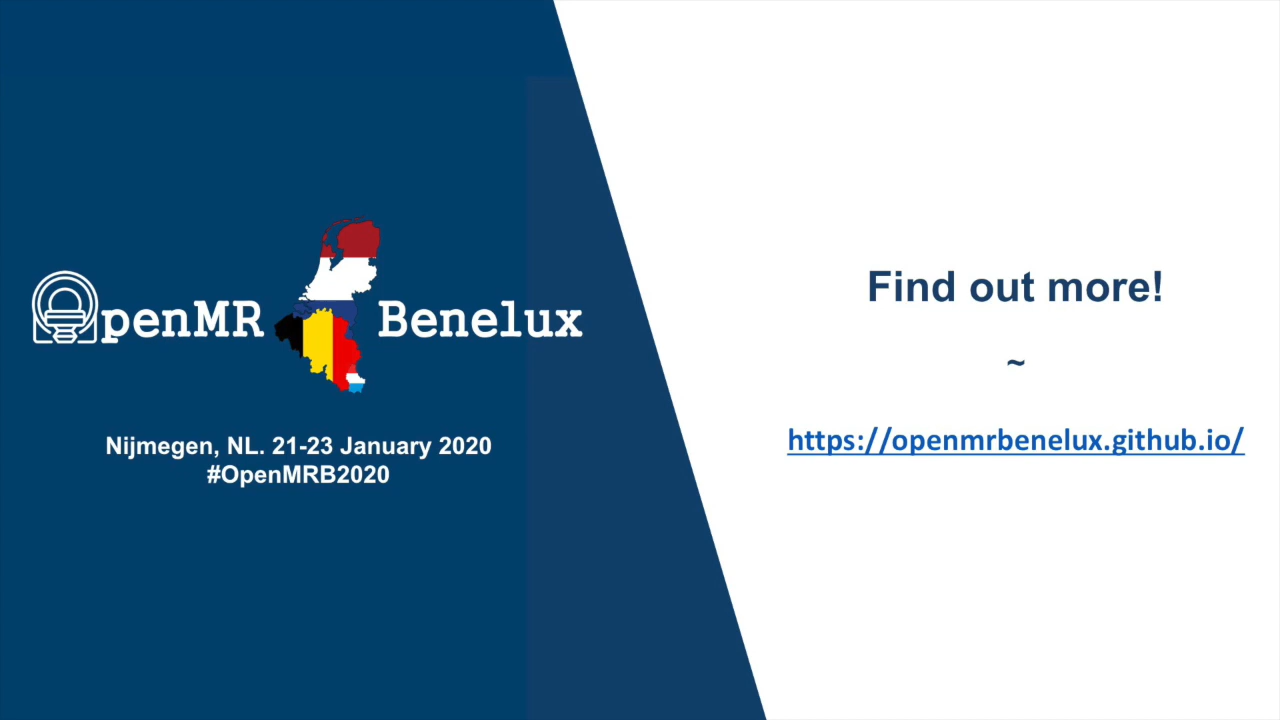 OpenMR Benelux
Nijmegen, NL. 21-23 January 2020
#OpenMRB2020
Find out more!
~
https://openmrbenelux.github.io/